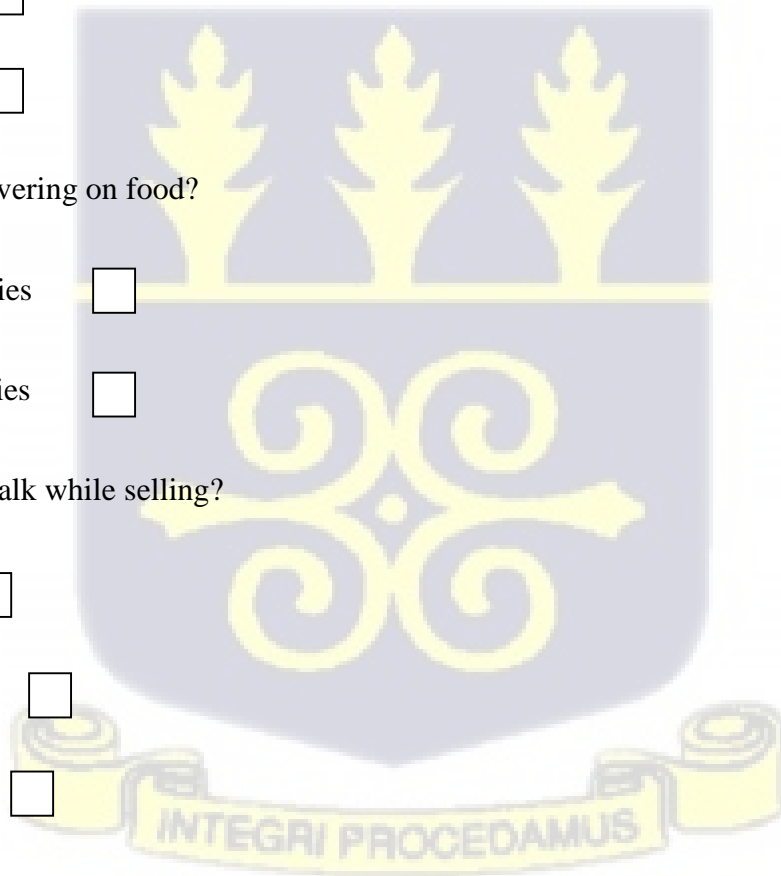 vering on food?
ies
ies
alk while selling?
INTEGRI PROCEDAMUS